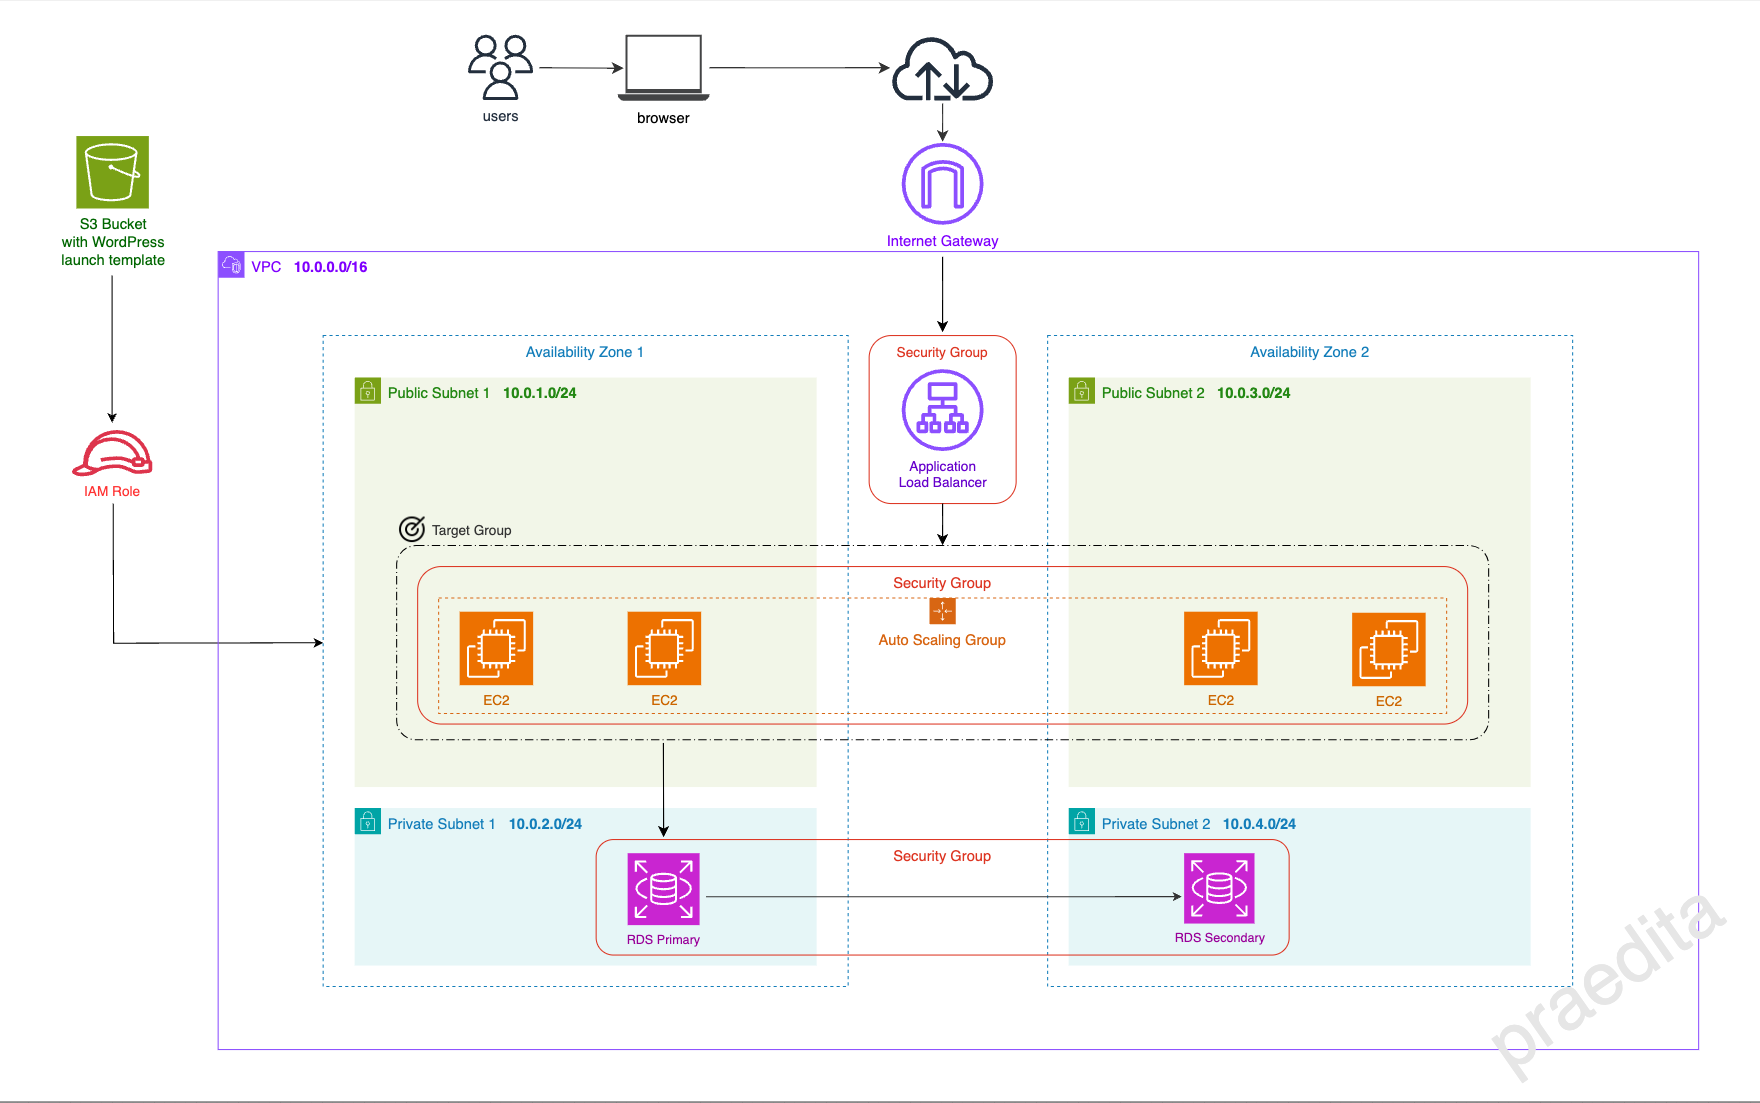 users
browser
S3 Bucket
with WordPress
launch template
Internet Gateway
VPC 10.0.0.0/16
Availability Zone 1
Security Group
Availability Zone 2
Public Subnet 1 10.0.1.0/24
Public Subnet 2 10.0.3.0/24
Application
Load Balancer
IAM Role
Target Group
Security Group
Auto Scaling Group
EC2
EC2
EC2
EC2
Private Subnet 1 10.0.2.0/24
Private Subnet 2 10.0.4.0/24
Security Group
RDS Primary
RDS Secondary
praedita